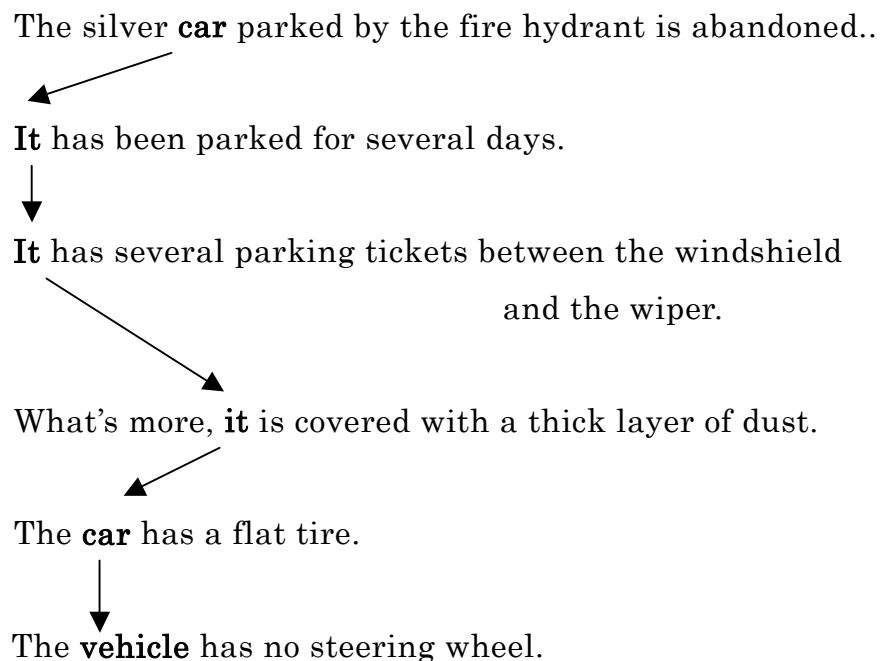 The silver car parked by the fire hydrant is abandoned..
It has been parked for several days.
It has several parking tickets between the windshield
and the wiper.
What’s more, it is covered with a thick layer of dust.
The car has a flat tire.
The vehicle has no steering wheel.